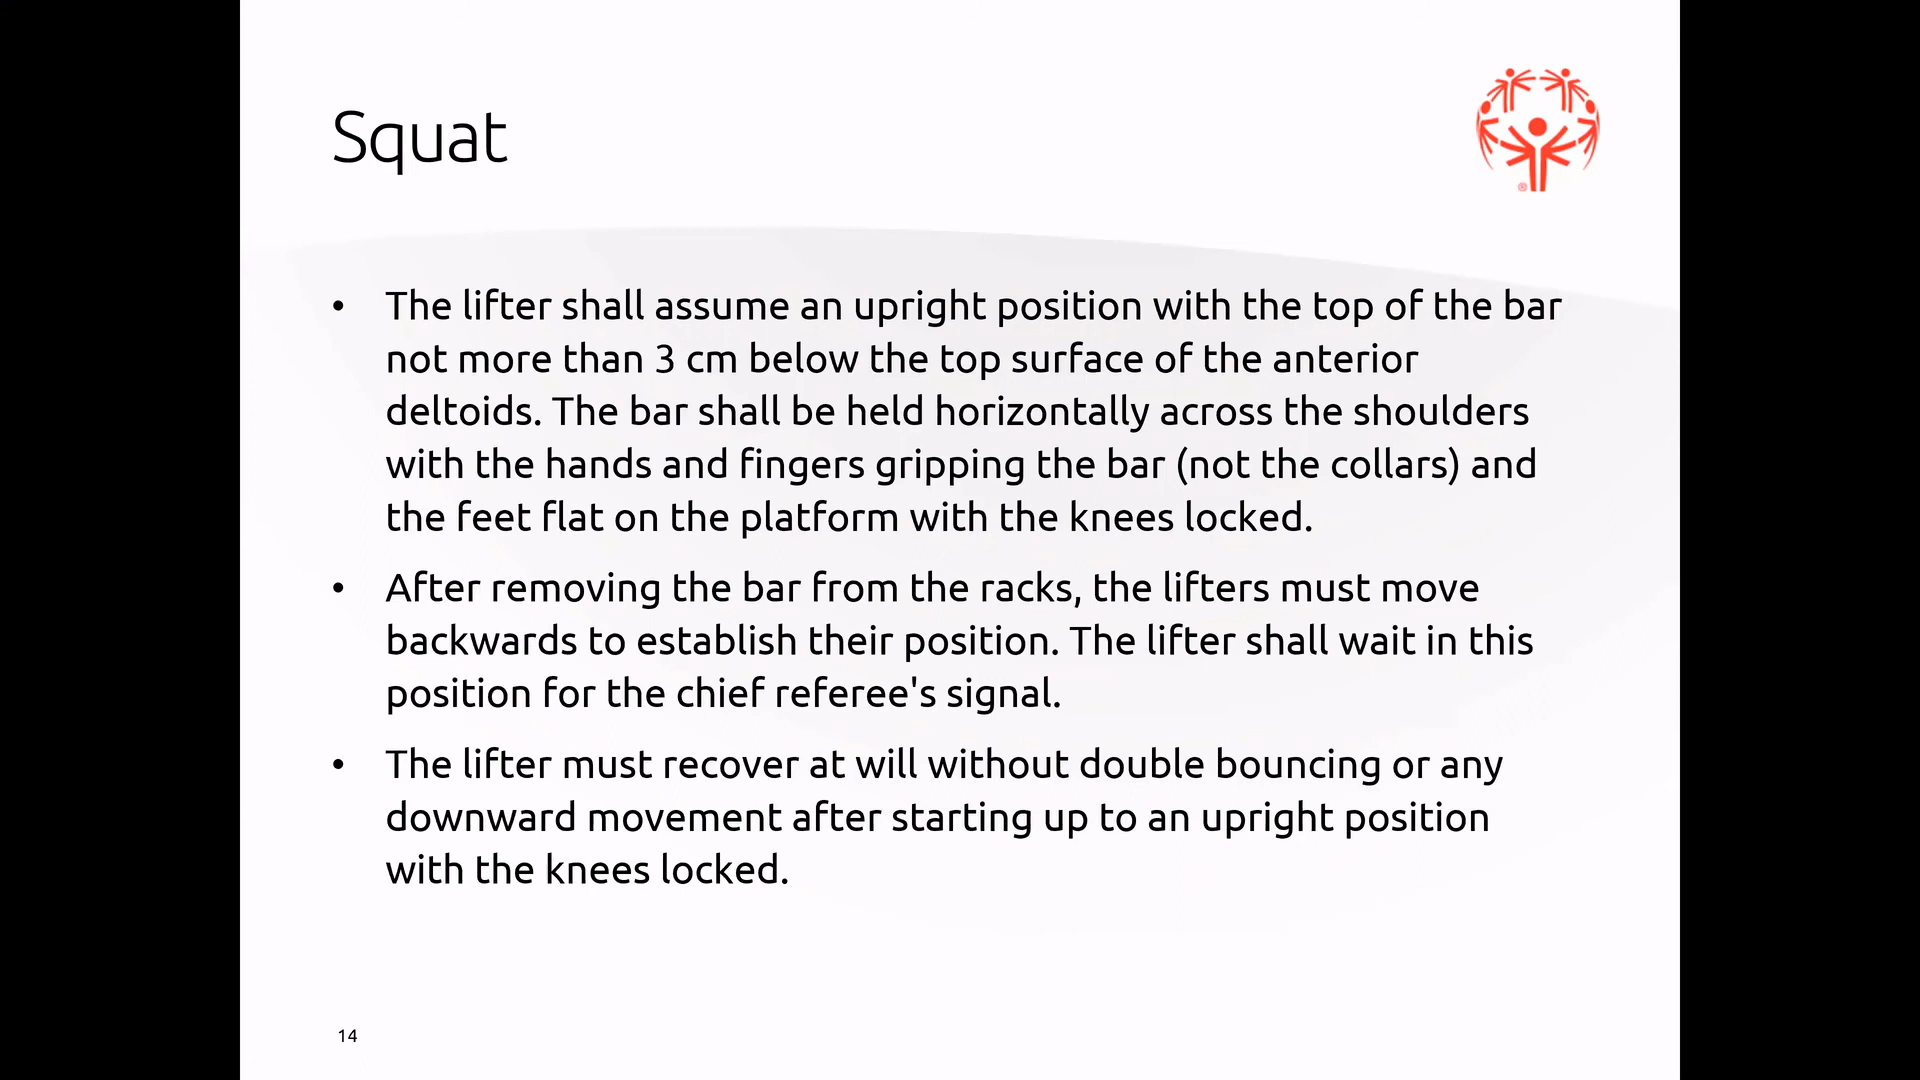 Squat
®
• The lifter shall assume an upright position with the top of the bar
not more than 3 cm below the top surface of the anterior
deltoids. The bar shall be held horizontally across the shoulders
with the hands and fingers gripping the bar (not the collars) and
the feet flat on the platform with the knees locked.
• After removing the bar from the racks, the lifters must move
backwards to establish their position. The lifter shall wait in this
position for the chief referee's signal.
• The lifter must recover at will without double bouncing or any
downward movement after starting up to an upright position
with the knees locked.
14